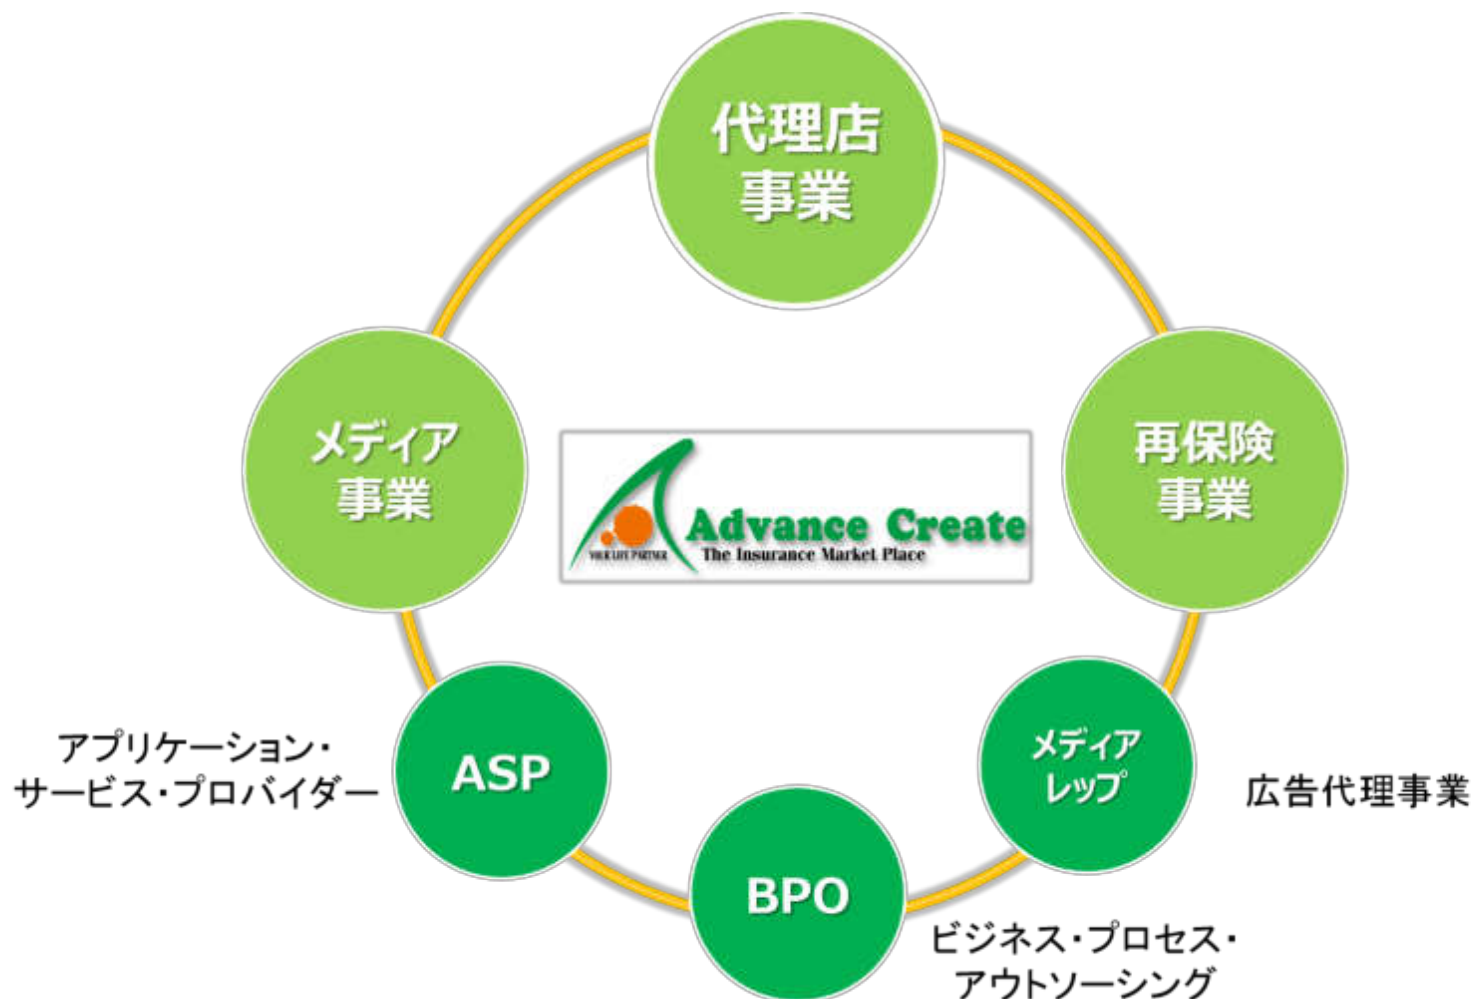 代理店
事業
メディア
事業
再保険
事業
Advance Create
YOUR LIFE PARTNER
The Insurance Market Place
アプリケーション・
サービス・プロバイダー
ASP
メディア
レップ
広告代理事業
BPO
ビジネス・プロセス・
アウトソーシング